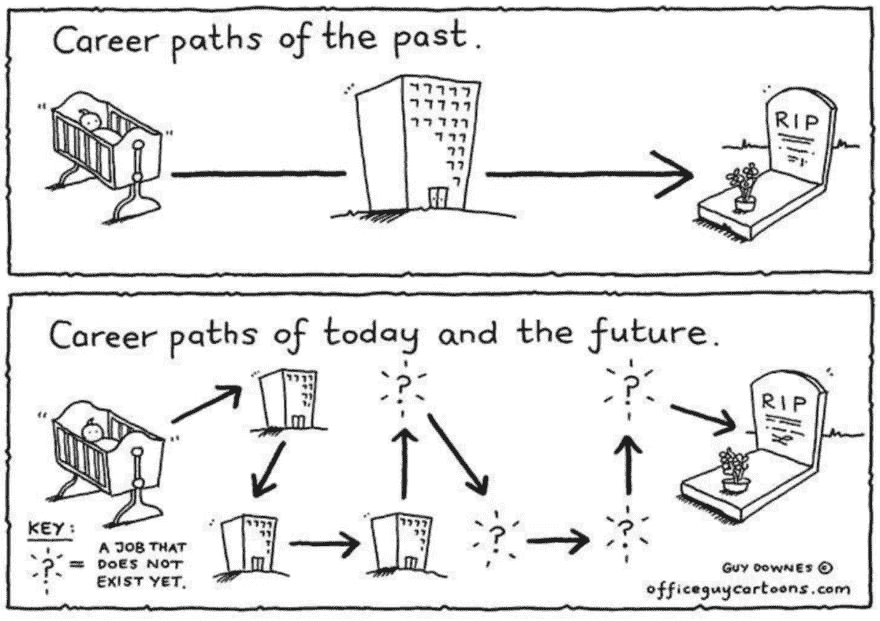 Career paths of the past.
RIP
Career paths of today and the future.
?
?
RIP
?
?
KEY:
? = A JOB THAT
DOES NOT
EXIST YET.
GUY DOWNES ©
officeguycartoons.com